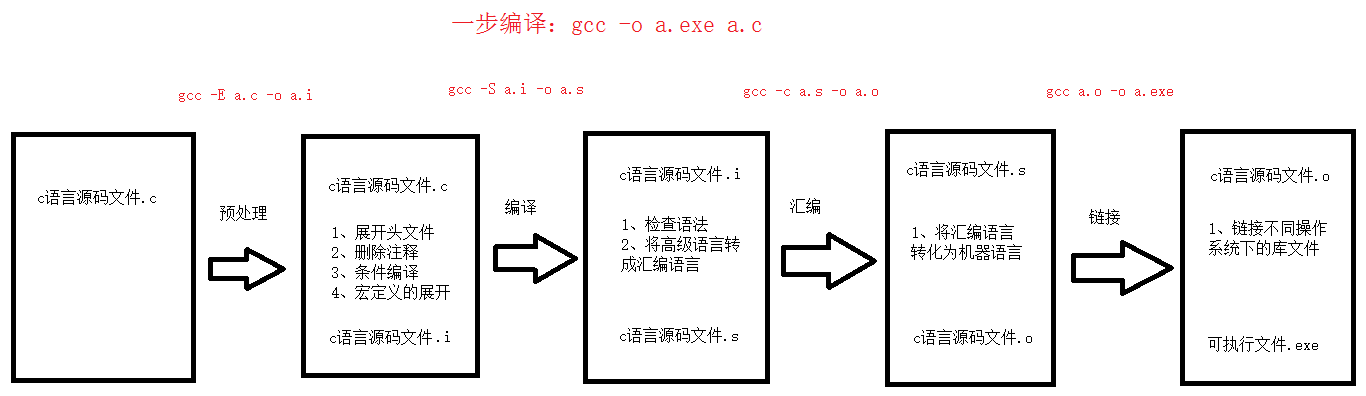 一步编译：gcc -o a.exe a.c
gcc -E a.c -o a.i
gcc -S a.i -o a.s
gcc -c a.s -o a.o
gcc a.o -o a.exe
c语言源码文件.c
预处理
c语言源码文件.c
1、展开头文件
2、删除注释
3、条件编译
4、宏定义的展开
c语言源码文件.i
编译
c语言源码文件.i
1、检查语法
2、将高级语言转
成汇编语言
c语言源码文件.s
汇编
c语言源码文件.s
1、将汇编语言
转化为机器语言
c语言源码文件.o
链接
c语言源码文件.o
1、链接不同操作
系统下的库文件
可执行文件.exe